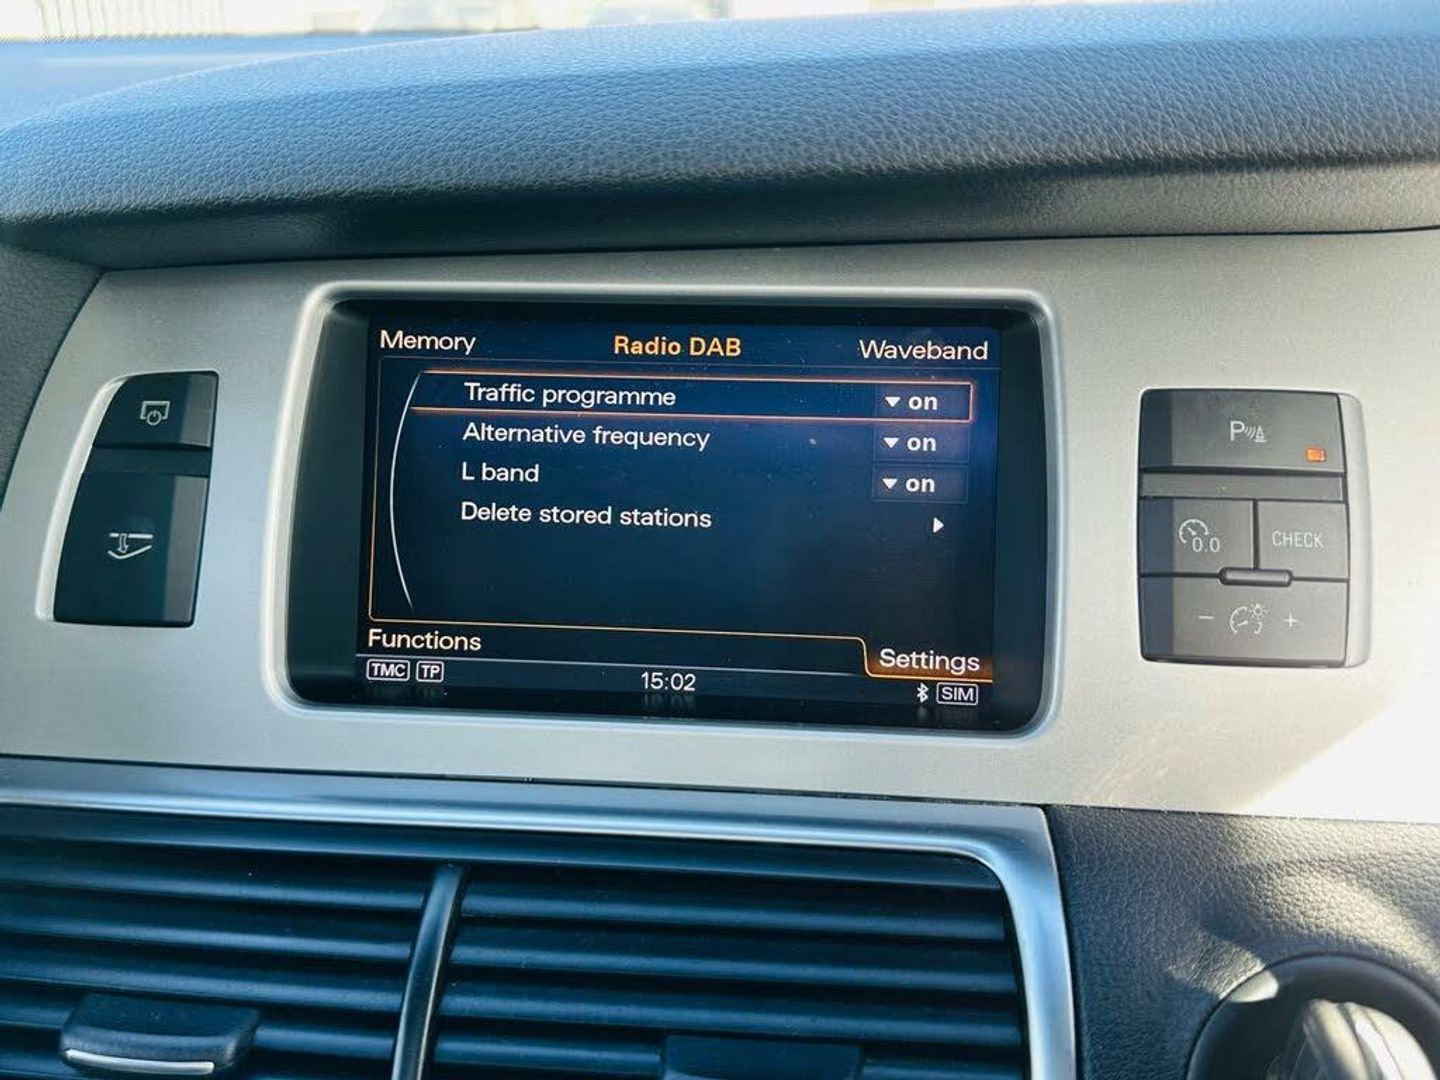 Memory Radio DAB Waveband
Traffic programme on
Alternative frequency on
L band on
Delete stored stations
Functions Settings
TMC TP 15:02 SIM
P
0.0 CHECK
- +